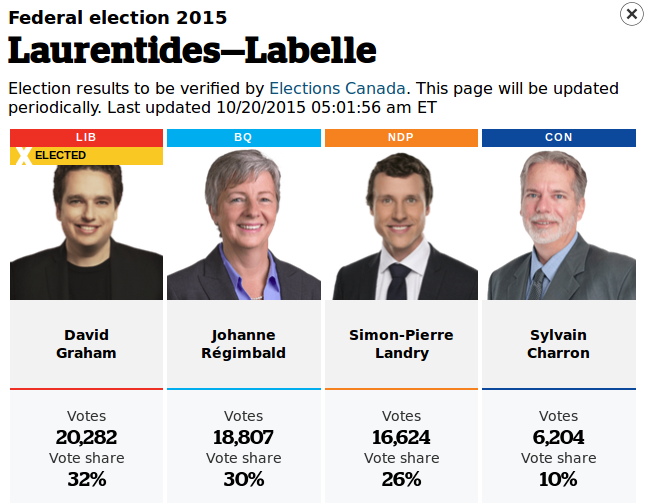 Federal election 2015
Laurentides—Labelle
Election results to be verified by Elections Canada. This page will be updated
periodically. Last updated 10/20/2015 05:01:56 am ET
LIB
BQ
NDP
CON
X ELECTED
David
Graham
Johanne
Régimbald
Simon-Pierre
Landry
Sylvain
Charron
Votes
20,282
Vote share
32%
Votes
18,807
Vote share
30%
Votes
16,624
Vote share
26%
Votes
6,204
Vote share
10%